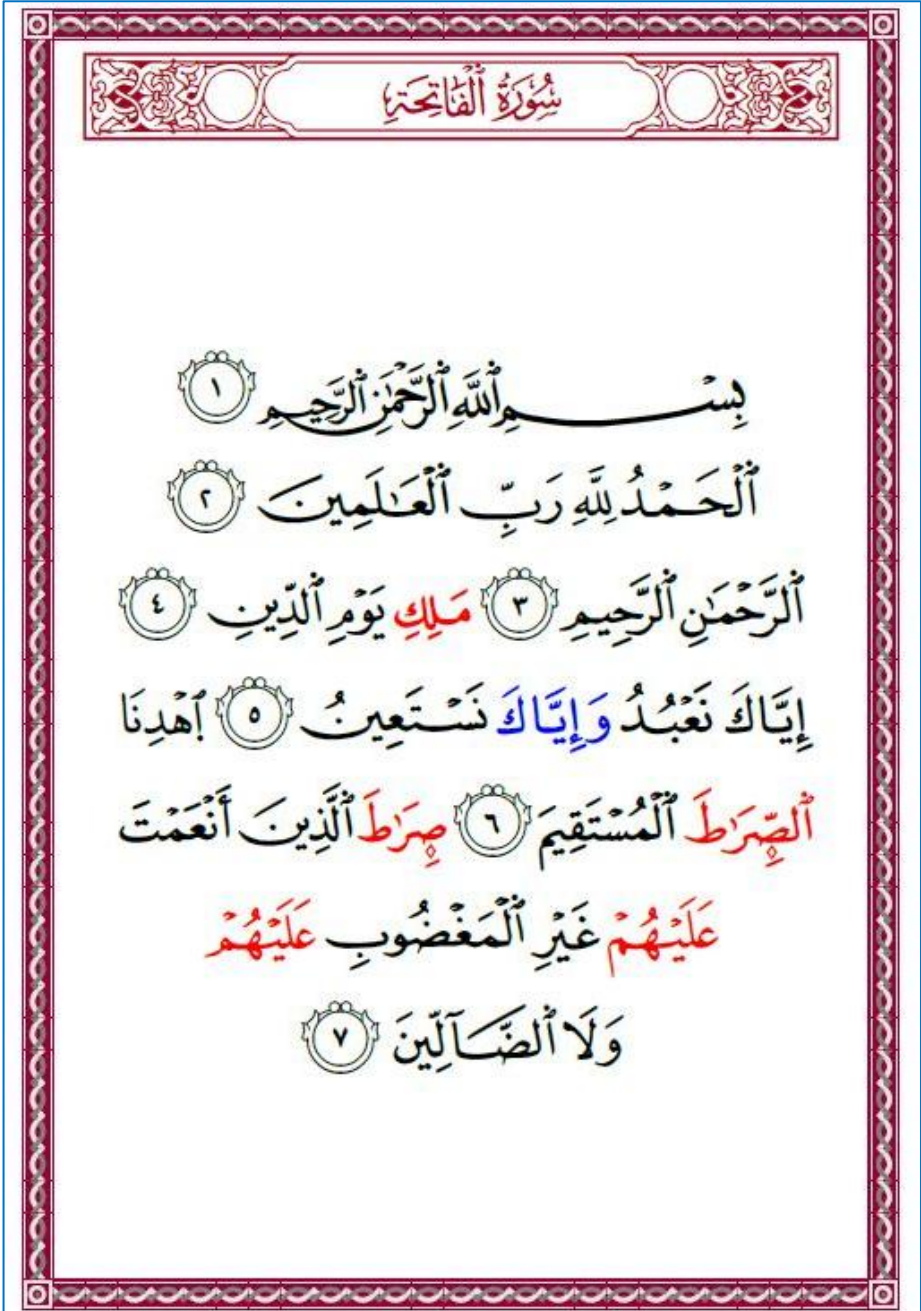 سُورَةُ ٱلْفَاتِحَةِ
بِسۡمِ ٱللَّهِ ٱلرَّحۡمَٰنِ ٱلرَّحِيمِ ١
ٱلۡحَمۡدُ لِلَّهِ رَبِّ ٱلۡعَٰلَمِينَ ٢
ٱلرَّحۡمَٰنِ ٱلرَّحِيمِ ٣ مَلِكِ يَوۡمِ ٱلدِّينِ ٤
إِيَّاكَ نَعۡبُدُ وَإِيَّاكَ نَسۡتَعِينُ ٥ ٱهۡدِنَا
ٱلصِّرَٰطَ ٱلۡمُسۡتَقِيمَ ٦ صِرَٰطَ ٱلَّذِينَ أَنۡعَمۡتَ
عَلَيۡهُمۡ غَيۡرِ ٱلۡمَغۡضُوبِ عَلَيۡهُمۡ
وَلَا ٱلضَّآلِّينَ ٧